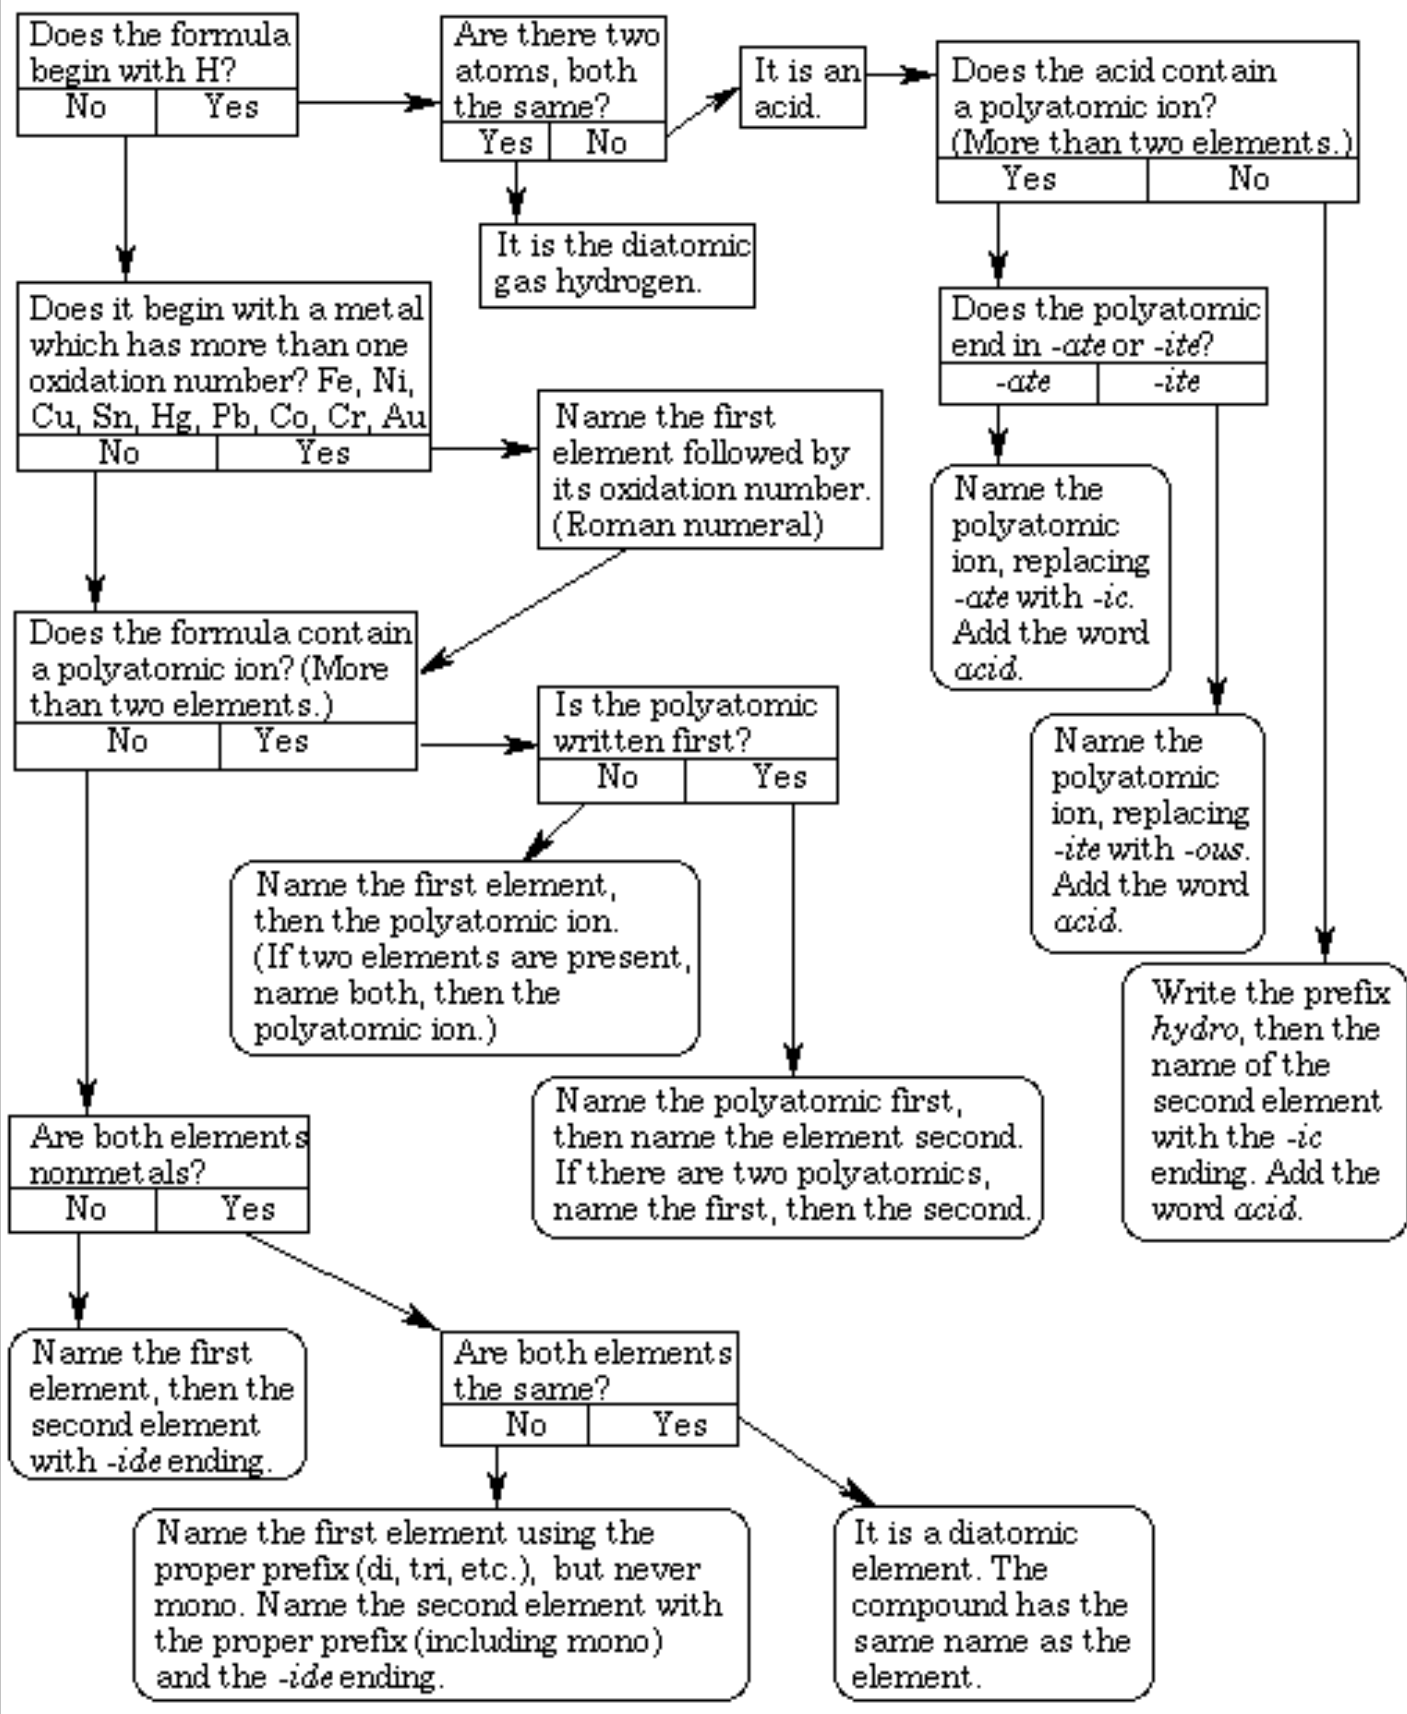 Does the formula
begin with H?
No Yes
Are there two
atoms, both
the same?
Yes No
It is an
acid.
Does the acid contain
a polyatomic ion?
(More than two elements.)
Yes No
It is the diatomic
gas hydrogen.
Does it begin with a metal
which has more than one
oxidation number? Fe, Ni,
Cu, Sn, Hg, Pb, Co, Cr, Au
No Yes
Name the first
element followed by
its oxidation number.
(Roman numeral)
Does the polyatomic
end in -ate or -ite?
-ate -ite
Name the
polyatomic
ion, replacing
-ate with -ic.
Add the word
acid.
Does the formula contain
a polyatomic ion? (More
than two elements.)
No Yes
Is the polyatomic
written first?
No Yes
Name the
polyatomic
ion, replacing
-ite with -ous.
Add the word
acid.
Name the first element,
then the polyatomic ion.
(If two elements are present,
name both, then the
polyatomic ion.)
Write the prefix
hydro, then the
name of the
second element
with the -ic
ending. Add the
word acid.
Name the polyatomic first,
then name the element second.
If there are two polyatomics,
name the first, then the second.
Are both elements
nonmetals?
No Yes
Name the first
element, then the
second element
with -ide ending.
Are both elements
the same?
No Yes
Name the first element using the
proper prefix (di, tri, etc.), but never
mono. Name the second element with
the proper prefix (including mono)
and the -ide ending.
It is a diatomic
element. The
compound has the
same name as the
element.